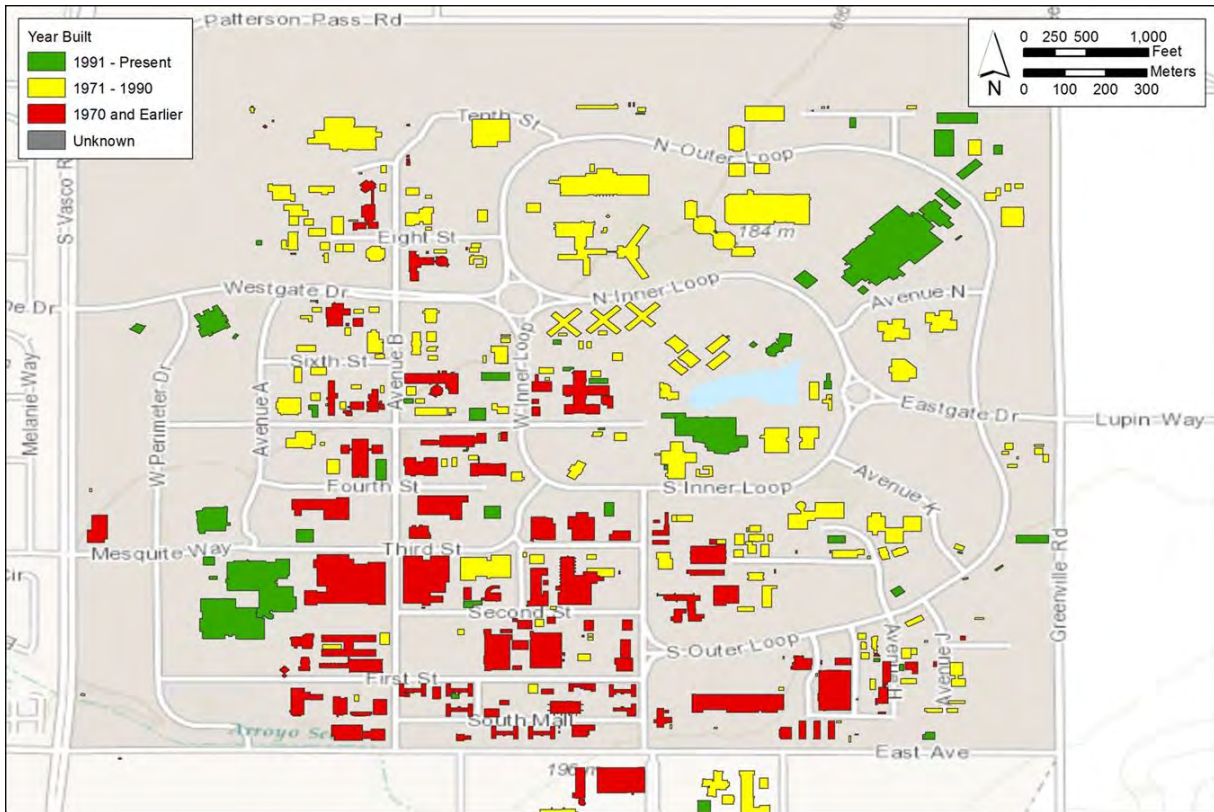 Year Built
1991 - Present
1971 - 1990
1970 and Earlier
Unknown
Patterson Pass Rd
0 250 500 1,000
Feet
Meters
0 100 200 300
N
Tenth St
N Outer Loop
S Vasco R
Eight St
184 m
Westgate Dr
N Inner Loop
Avenue N
Sixth St
Avenue B
W Inner Loop
Melanie Way
W Perimeter Dr
Avenue A
Eastgate Dr
Lupin Way
Fourth St
S Inner Loop
Avenue K
Mesquite Way
Third St
Greenville Rd
Second St
S Outer Loop
Avenue H
Avenue J
First St
South Mall
Arroyo Se
East Ave
196 m